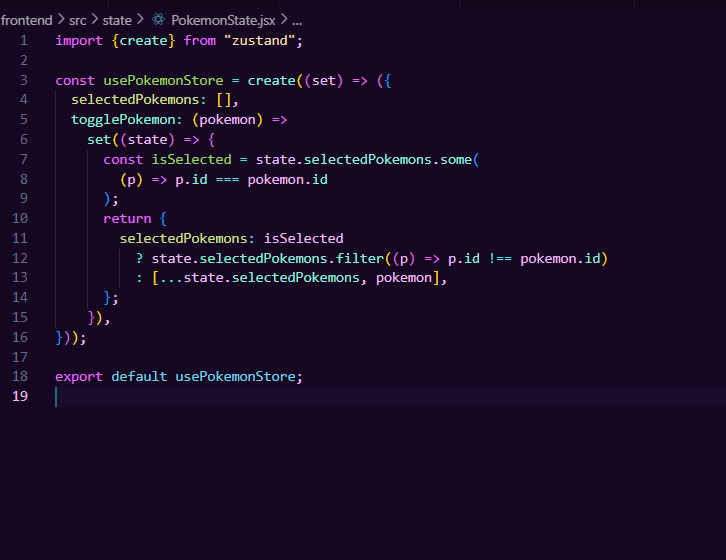 frontend > src > state > PokemonState.jsx > ...
1 import {create} from "zustand";
2
3 const usePokemonStore = create((set) => ({
4   selectedPokemons: [],
5   togglePokemon: (pokemon) =>
6     set((state) => {
7       const isSelected = state.selectedPokemons.some(
8         (p) => p.id === pokemon.id
9       );
10       return {
11         selectedPokemons: isSelected
12           ? state.selectedPokemons.filter((p) => p.id !== pokemon.id)
13           : [...state.selectedPokemons, pokemon],
14       };
15     }),
16 }));
17
18 export default usePokemonStore;
19